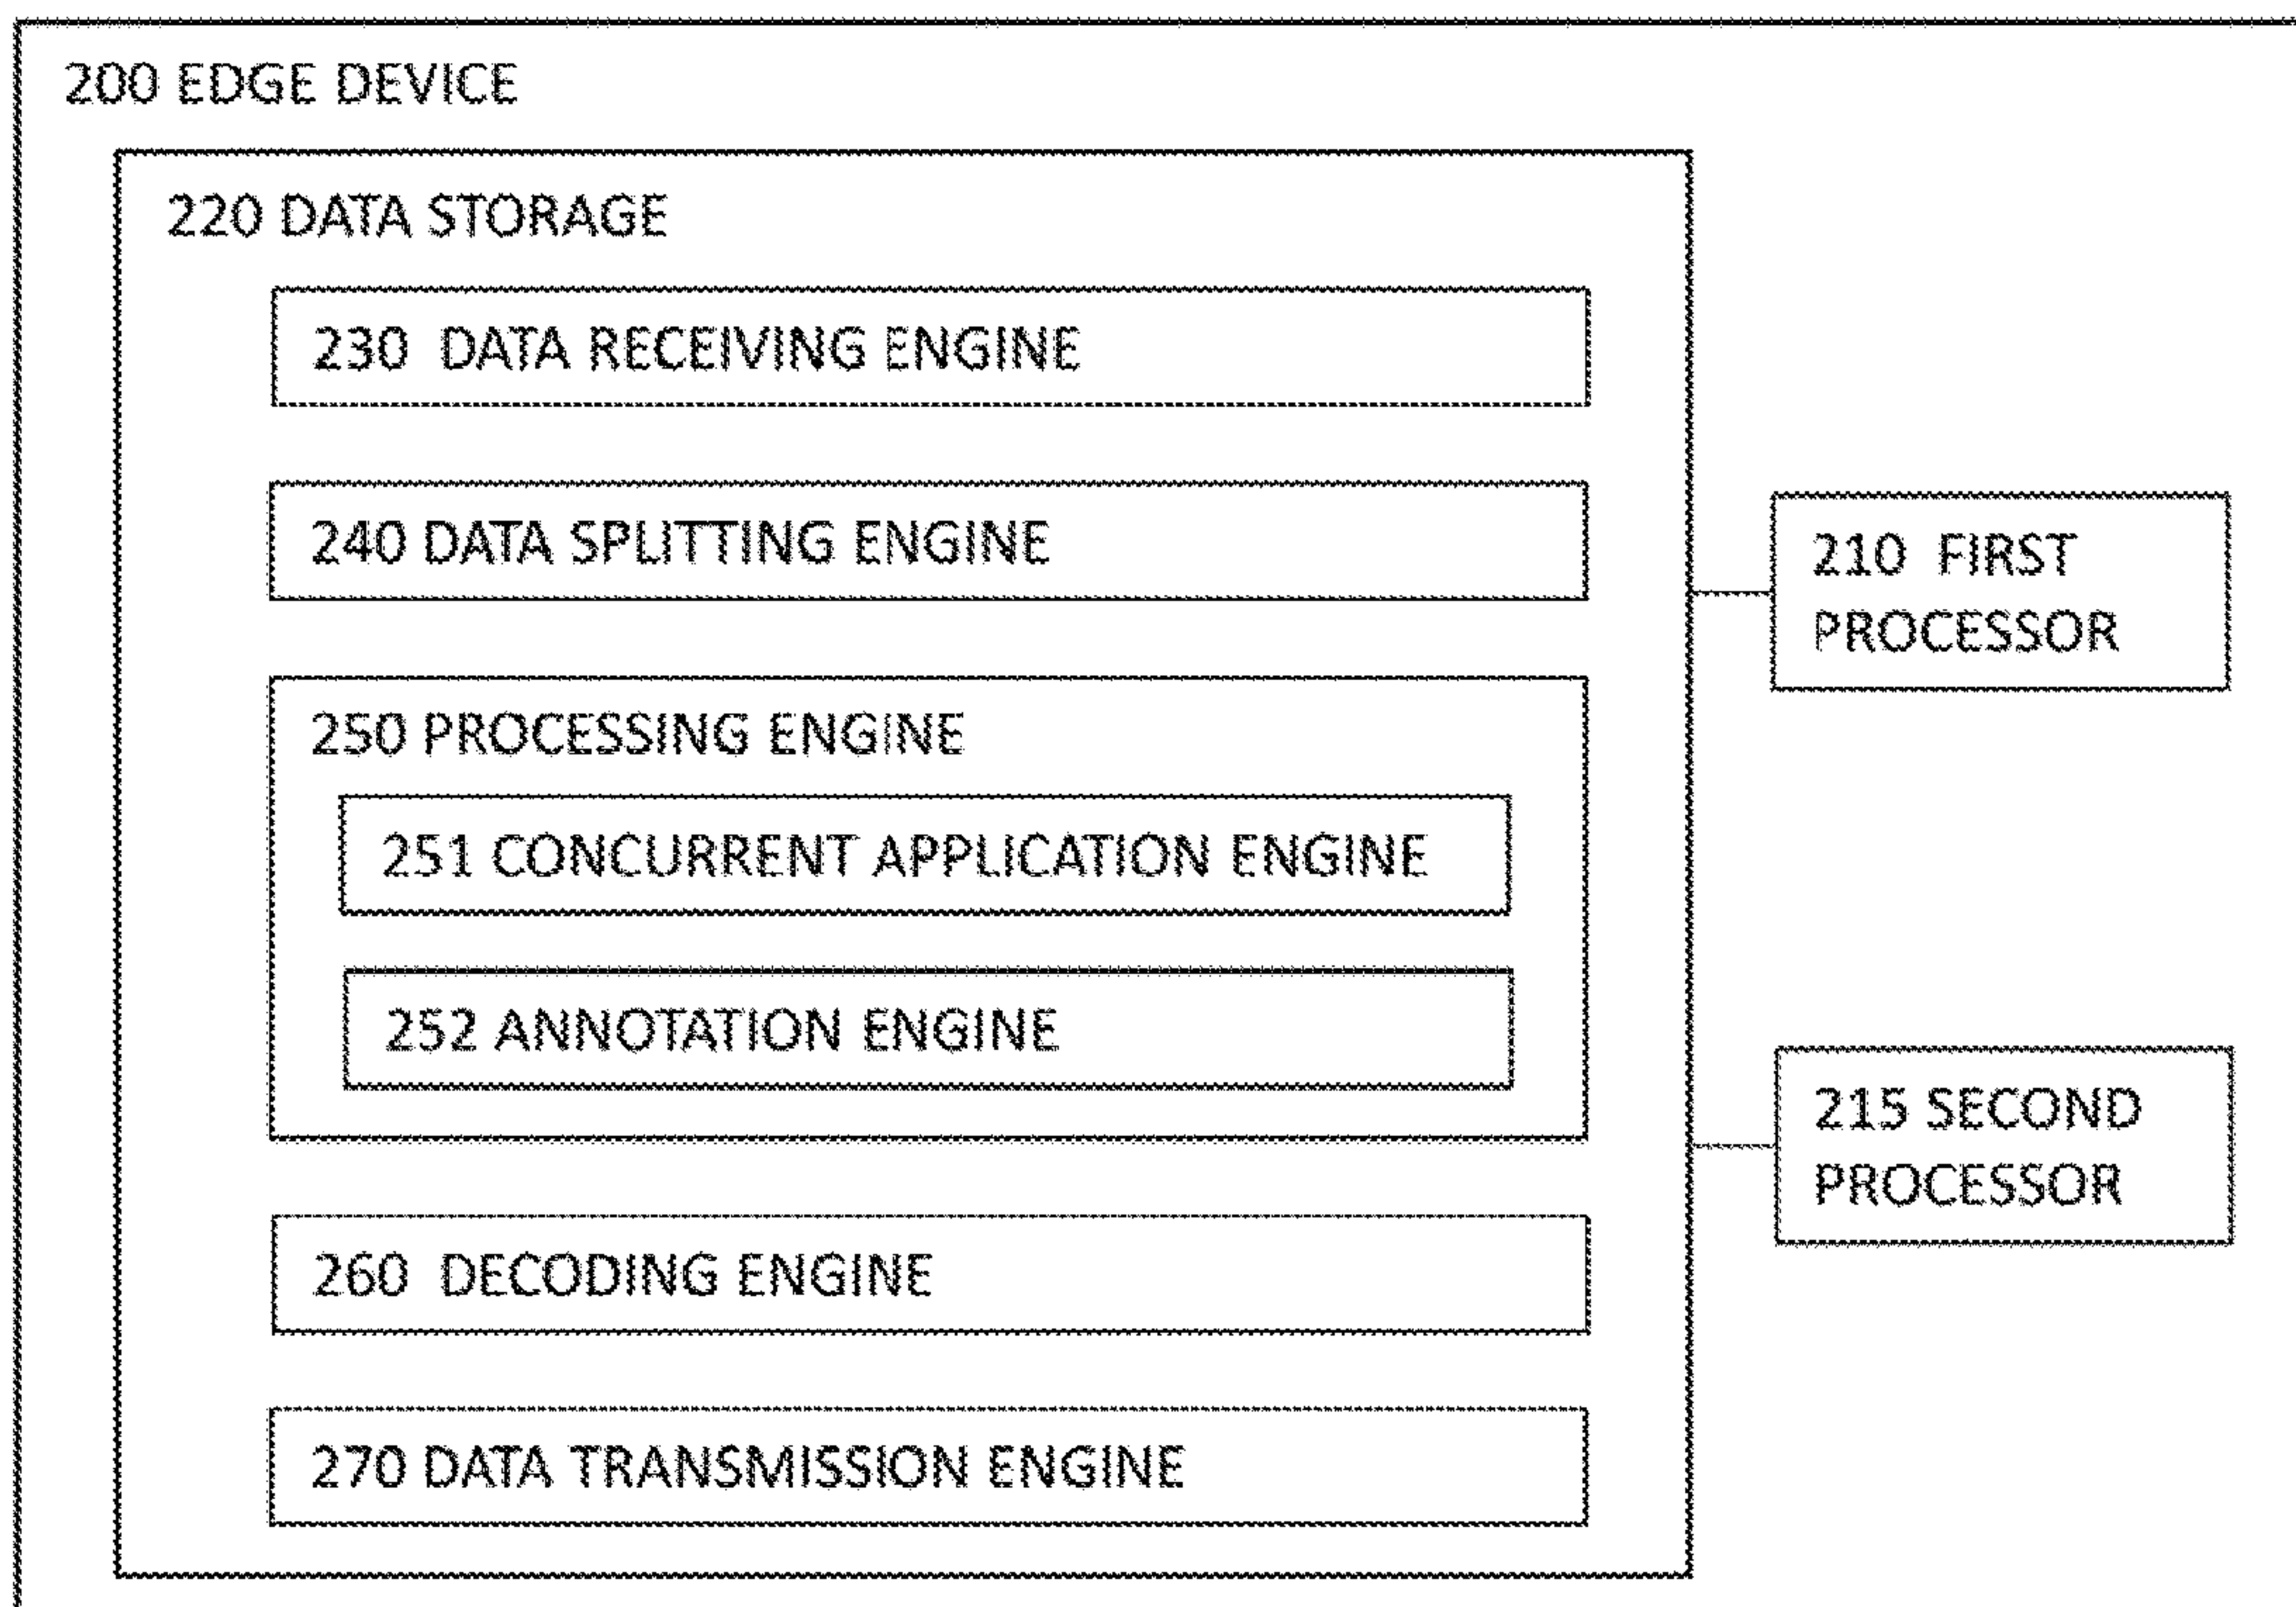 200 EDGE DEVICE
220 DATA STORAGE
230 DATA RECEIVING ENGINE
240 DATA SPLITTING ENGINE
250 PROCESSING ENGINE
251 CONCURRENT APPLICATION ENGINE
252 ANNOTATION ENGINE
260 DECODING ENGINE
270 DATA TRANSMISSION ENGINE
210 FIRST
PROCESSOR
215 SECOND
PROCESSOR